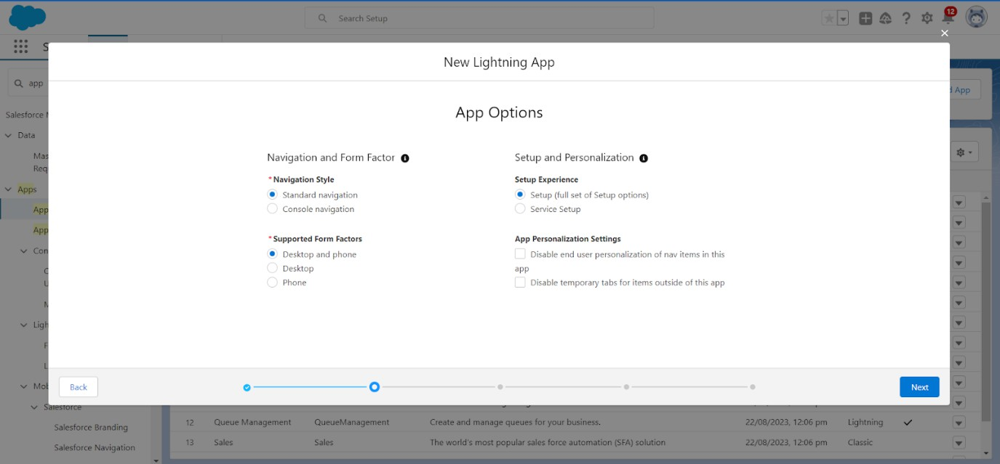 Search Setup
12
S
app
d App
Salesforce M
Data
Mas
Req
Apps
App
App
Con
C
U
M
Ligh
F
L
Mob
Salesforce
Salesforce Branding
Salesforce Navigation
New Lightning App
App Options
Navigation and Form Factor
*Navigation Style
Standard navigation
Console navigation
*Supported Form Factors
Desktop and phone
Desktop
Phone
Setup and Personalization
Setup Experience
Setup (full set of Setup options)
Service Setup
App Personalization Settings
Disable end user personalization of nav items in this
app
Disable temporary tabs for items outside of this app
Back
Next
12 Queue Management QueueManagement Create and manage queues for your business. 22/08/2023, 12:06 pm Lightning
13 Sales Sales The world's most popular sales force automation (SFA) solution 22/08/2023, 12:06 pm Classic